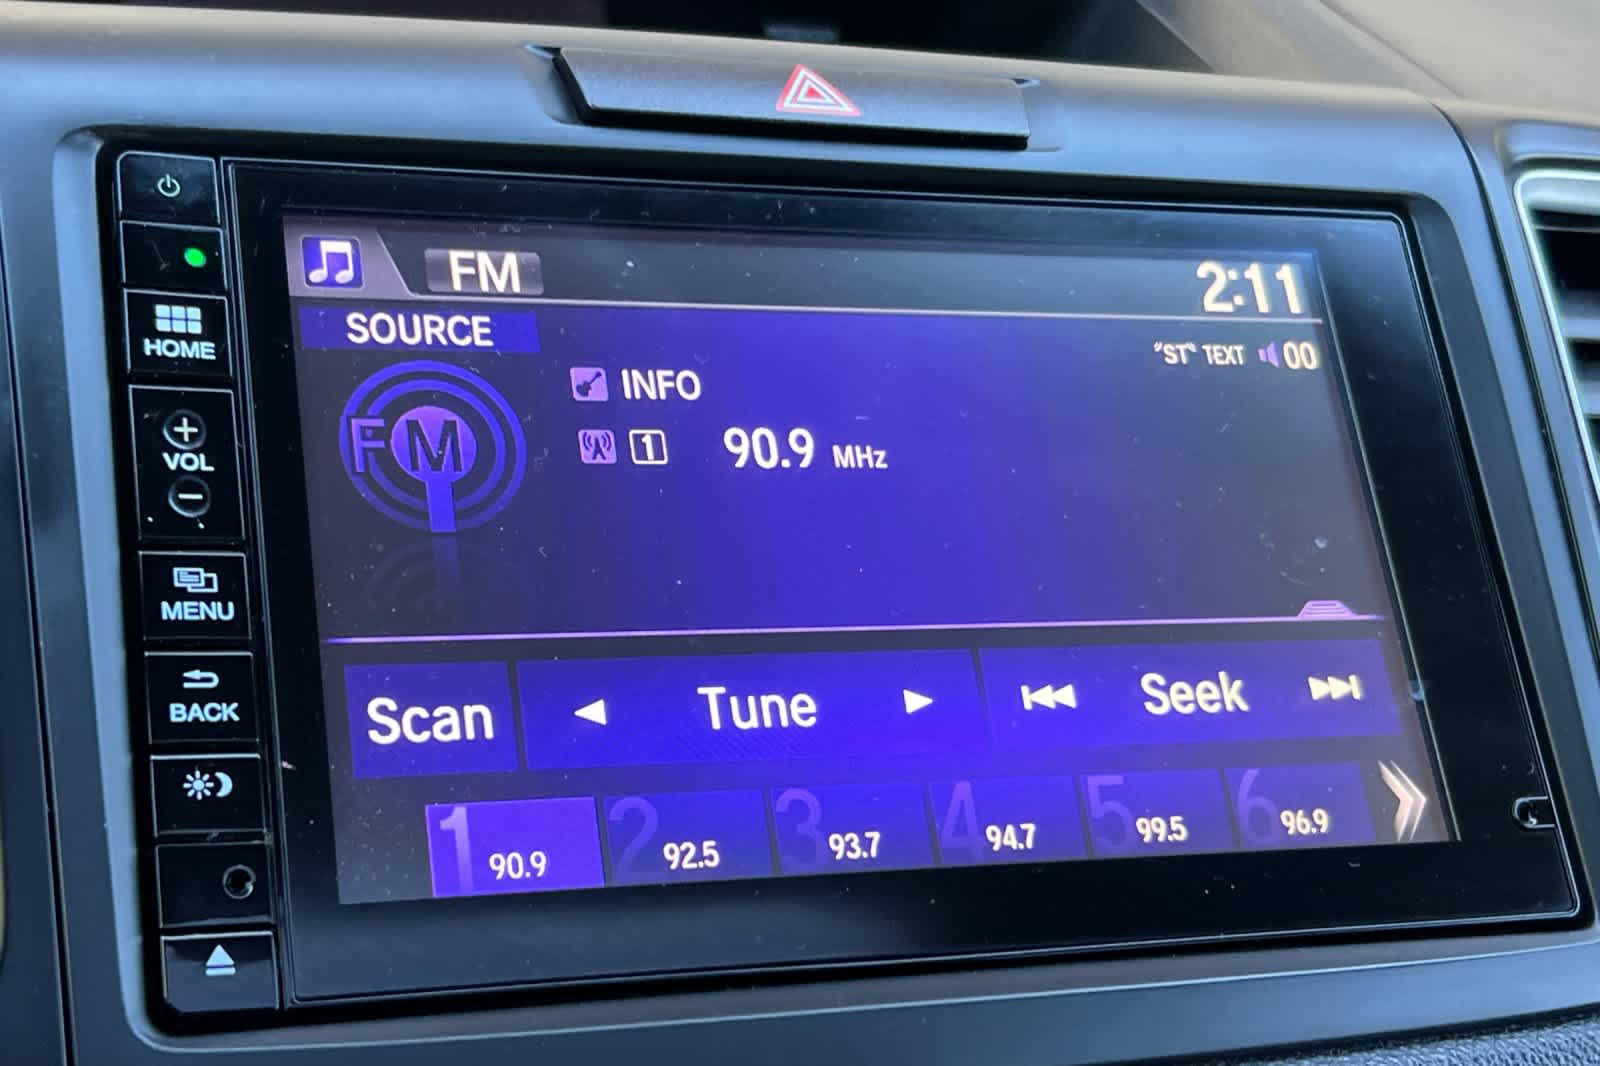 FM
2:11
SOURCE
"ST" TEXT 00
INFO
FM
1 90.9 MHz
Scan Tune Seek
1 90.9
2 92.5
3 93.7
4 94.7
5 99.5
6 96.9
HOME
+
VOL
−
MENU
BACK